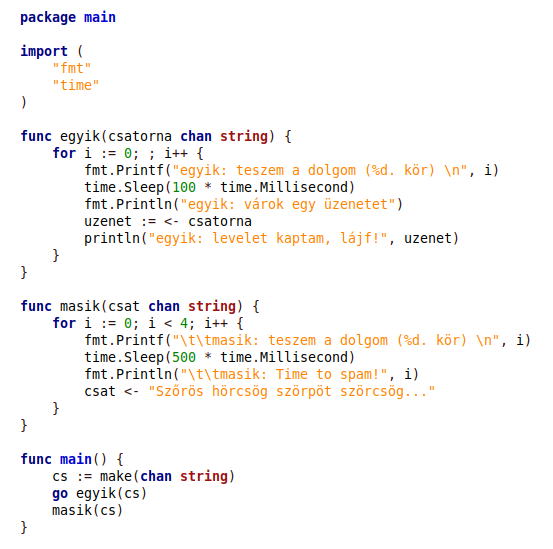 package main

import (
    "fmt"
    "time"
)

func egyik(csatorna chan string) {
    for i := 0; ; i++ {
        fmt.Printf("egyik: teszem a dolgom (%d. kör) \n", i)
        time.Sleep(100 * time.Millisecond)
        fmt.Println("egyik: várok egy üzenetet")
        uzenet := <- csatorna
        println("egyik: levelet kaptam, lájf!", uzenet)
    }
}

func masik(csat chan string) {
    for i := 0; i < 4; i++ {
        fmt.Printf("\t\tmasik: teszem a dolgom (%d. kör) \n", i)
        time.Sleep(500 * time.Millisecond)
        fmt.Println("\t\tmasik: Time to spam!", i)
        csat <- "Szőrös hörcsög szörpöt szörcsög..."
    }
}

func main() {
    cs := make(chan string)
    go egyik(cs)
    masik(cs)
}